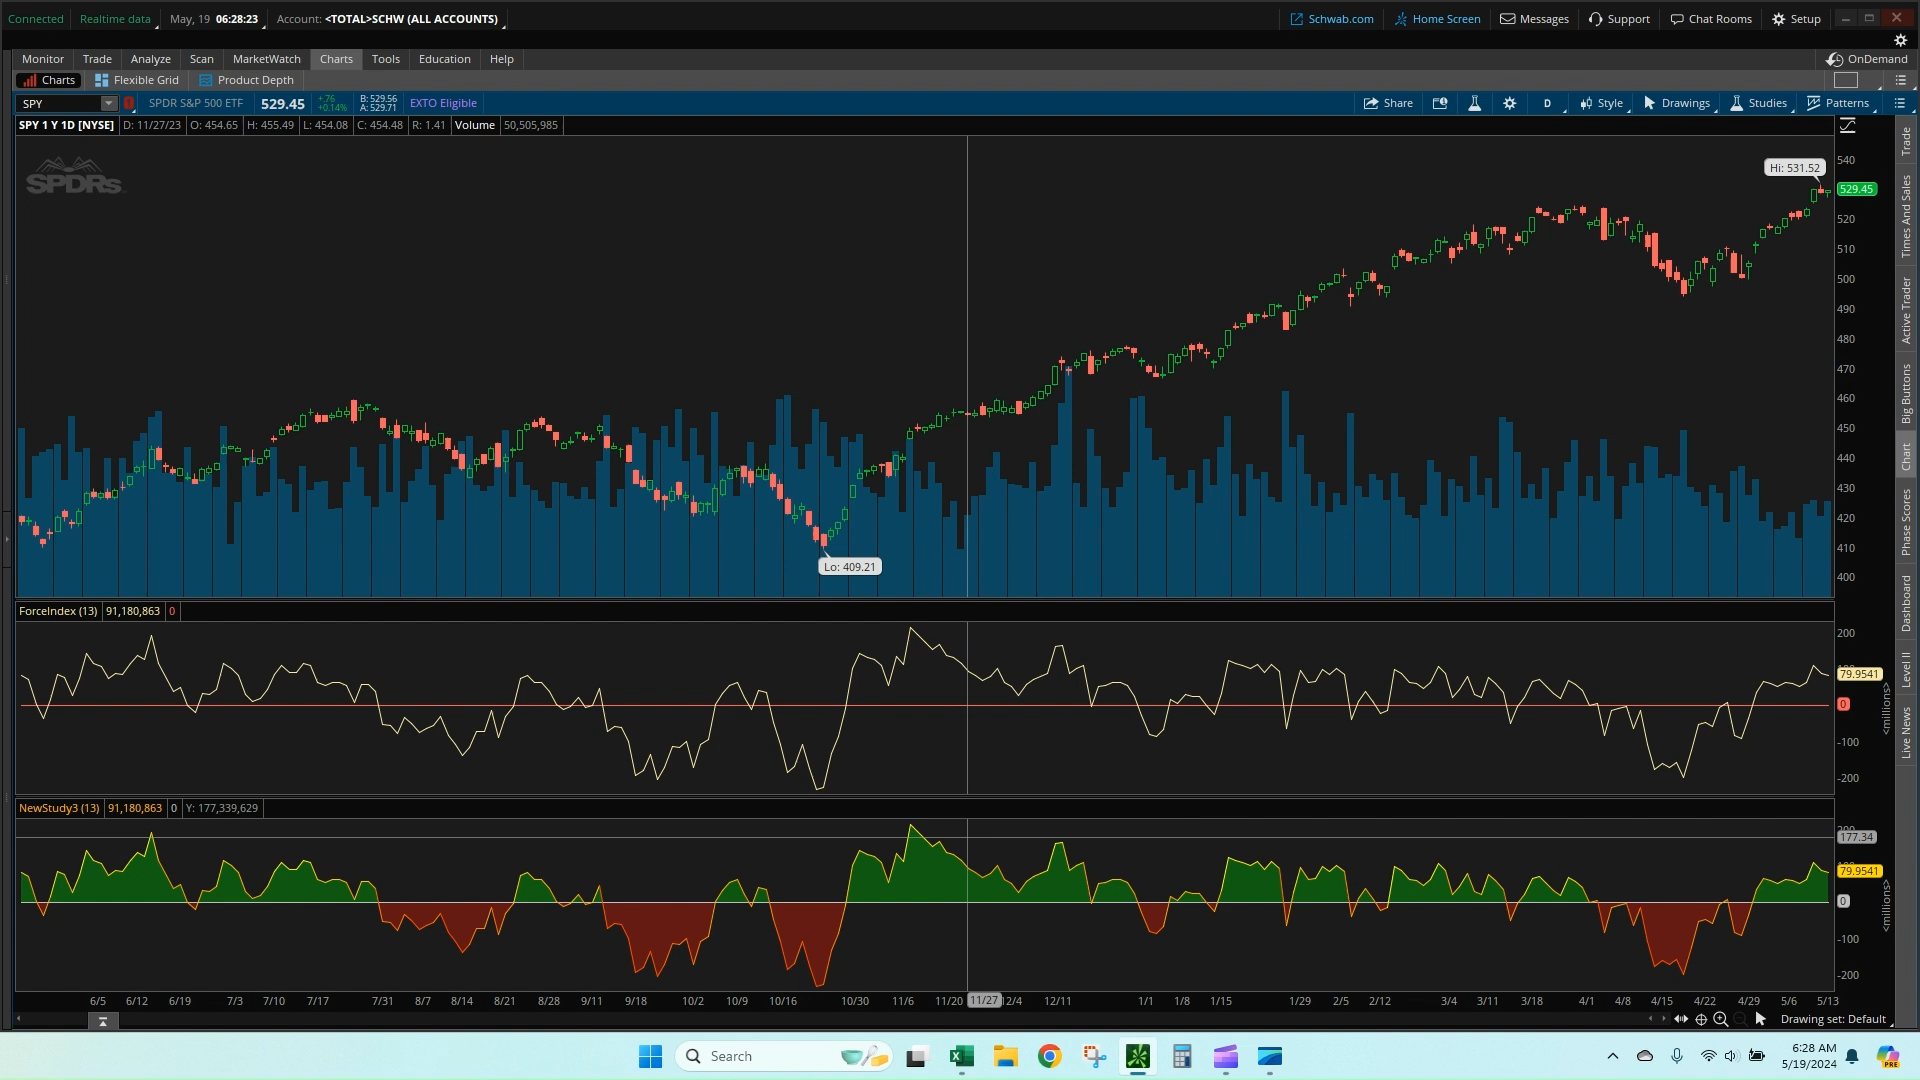 Connected Realtime data May, 19 06:28:23 Account: <TOTAL>SCHW (ALL ACCOUNTS) Schwab.com Home Screen Messages Support Chat Rooms Setup
Monitor Trade Analyze Scan MarketWatch Charts Tools Education Help OnDemand
Charts Flexible Grid Product Depth
SPY 1 SPDR S&P 500 ETF 529.45 +.76 +0.14% B: 529.56 A: 529.71 EXTO Eligible Share D Style Drawings Studies Patterns
SPY 1 Y 1D [NYSE] D: 11/27/23 O: 454.65 H: 455.49 L: 454.08 C: 454.48 R: 1.41 Volume 50,505,985
SPDRs
Hi: 531.52
Lo: 409.21
540
529.45
520
510
500
490
480
470
460
450
440
430
420
410
400
ForceIndex (13) 91,180,863 0
200
79.9541
0
-100
-200
<millions>
NewStudy3 (13) 91,180,863 0 Y: 177,339,629
177.34
79.9541
0
-100
-200
<millions>
6/5 6/12 6/19 7/3 7/10 7/17 7/31 8/7 8/14 8/21 8/28 9/11 9/18 10/2 10/9 10/16 10/30 11/6 11/20 11/27 12/4 12/11 1/1 1/8 1/15 1/29 2/5 2/12 3/4 3/11 3/18 4/1 4/8 4/15 4/22 4/29 5/6 5/13
Drawing set: Default
Trade
Times And Sales
Active Trader
Big Buttons
Chart
Phase Scores
Dashboard
Level II
Live News
Search
6:28 AM
5/19/2024
PRE